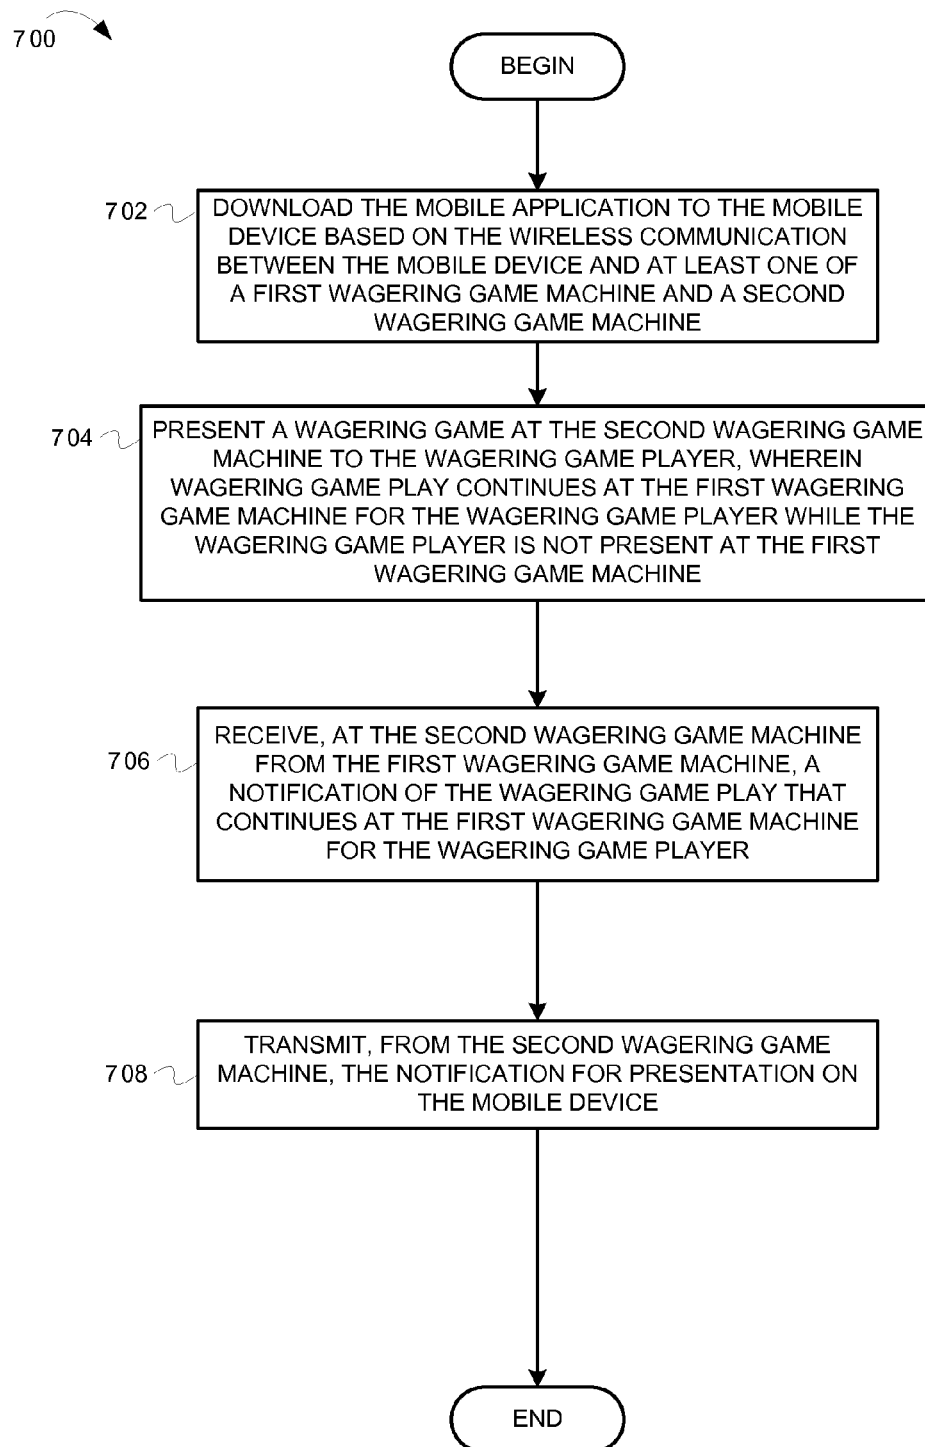 700
BEGIN
702
DOWNLOAD THE MOBILE APPLICATION TO THE MOBILE
DEVICE BASED ON THE WIRELESS COMMUNICATION
BETWEEN THE MOBILE DEVICE AND AT LEAST ONE OF
A FIRST WAGERING GAME MACHINE AND A SECOND
WAGERING GAME MACHINE
704
PRESENT A WAGERING GAME AT THE SECOND WAGERING GAME
MACHINE TO THE WAGERING GAME PLAYER, WHEREIN
WAGERING GAME PLAY CONTINUES AT THE FIRST WAGERING
GAME MACHINE FOR THE WAGERING GAME PLAYER WHILE THE
WAGERING GAME PLAYER IS NOT PRESENT AT THE FIRST
WAGERING GAME MACHINE
706
RECEIVE, AT THE SECOND WAGERING GAME MACHINE
FROM THE FIRST WAGERING GAME MACHINE, A
NOTIFICATION OF THE WAGERING GAME PLAY THAT
CONTINUES AT THE FIRST WAGERING GAME MACHINE
FOR THE WAGERING GAME PLAYER
708
TRANSMIT, FROM THE SECOND WAGERING GAME
MACHINE, THE NOTIFICATION FOR PRESENTATION ON
THE MOBILE DEVICE
END